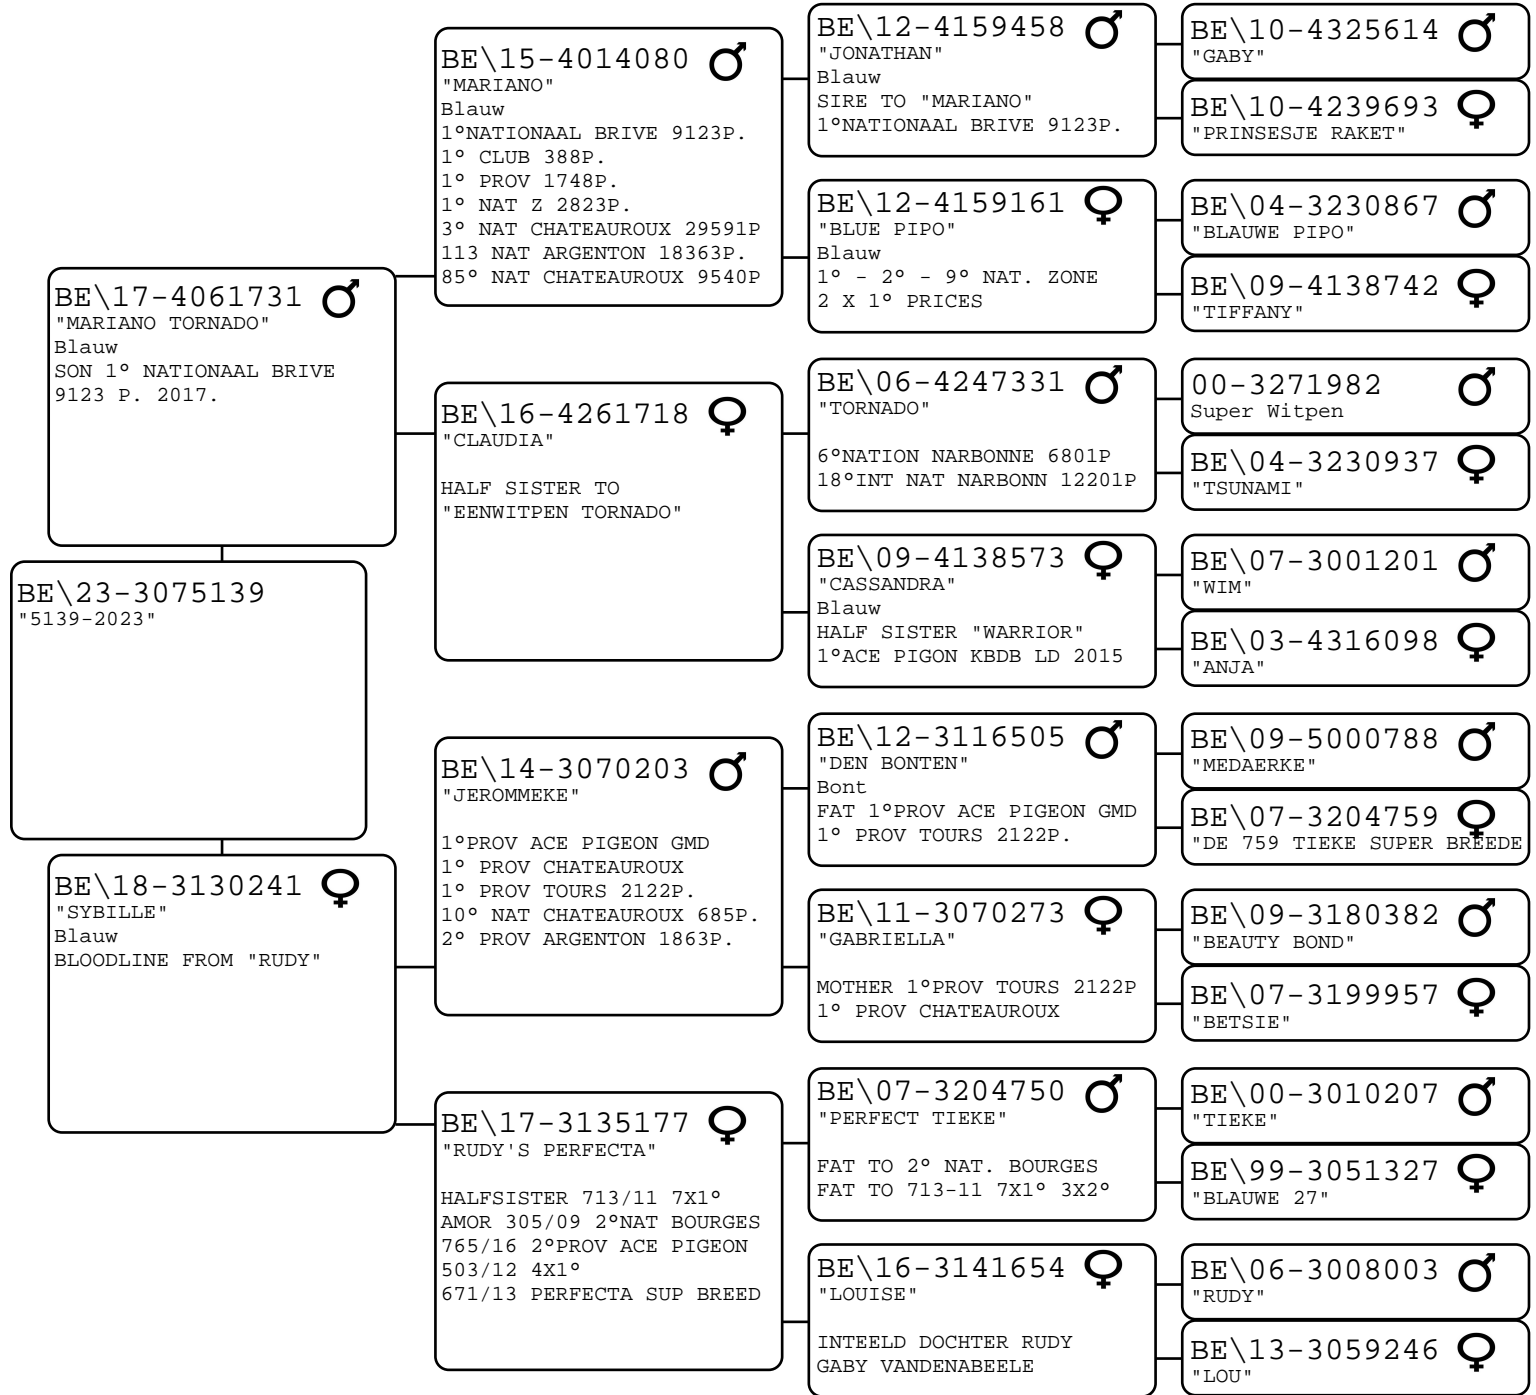 BE\23-3075139
"5139-2023"
BE\17-4061731 ♂
"MARIANO TORNADO"
Blauw
SON 1° NATIONAAL BRIVE
9123 P. 2017.
BE\18-3130241 ♀
"SYBILLE"
Blauw
BLOODLINE FROM "RUDY"
BE\15-4014080 ♂
"MARIANO"
Blauw
1°NATIONAAL BRIVE 9123P.
1° CLUB 388P.
1° PROV 1748P.
1° NAT Z 2823P.
3° NAT CHATEAUROUX 29591P
113 NAT ARGENTON 18363P.
85° NAT CHATEAUROUX 9540P
BE\16-4261718 ♀
"CLAUDIA"
HALF SISTER TO
"EENWITPEN TORNADO"
BE\14-3070203 ♂
"JEROMMEKE"
1°PROV ACE PIGEON GMD
1° PROV CHATEAUROUX
1° PROV TOURS 2122P.
10° NAT CHATEAUROUX 685P.
2° PROV ARGENTON 1863P.
BE\17-3135177 ♀
"RUDY'S PERFECTA"
HALFSISTER 713/11 7X1°
AMOR 305/09 2°NAT BOURGES
765/16 2°PROV ACE PIGEON
503/12 4X1°
671/13 PERFECTA SUP BREED
BE\12-4159458 ♂
"JONATHAN"
Blauw
SIRE TO "MARIANO"
1°NATIONAAL BRIVE 9123P.
BE\12-4159161 ♀
"BLUE PIPO"
Blauw
1° - 2° - 9° NAT. ZONE
2 X 1° PRICES
BE\06-4247331 ♂
"TORNADO"
6°NATION NARBONNE 6801P
18°INT NAT NARBONN 12201P
BE\09-4138573 ♀
"CASSANDRA"
Blauw
HALF SISTER "WARRIOR"
1°ACE PIGON KBDB LD 2015
BE\12-3116505 ♂
"DEN BONTEN"
Bont
FAT 1°PROV ACE PIGEON GMD
1° PROV TOURS 2122P.
BE\11-3070273 ♀
"GABRIELLA"
MOTHER 1°PROV TOURS 2122P
1° PROV CHATEAUROUX
BE\07-3204750 ♂
"PERFECT TIEKE"
FAT TO 2° NAT. BOURGES
FAT TO 713-11 7X1° 3X2°
BE\16-3141654 ♀
"LOUISE"
INTEELD DOCHTER RUDY
GABY VANDENABEELE
BE\10-4325614 ♂
"GABY"
BE\10-4239693 ♀
"PRINSESJE RAKET"
BE\04-3230867 ♂
"BLAUWE PIPO"
BE\09-4138742 ♀
"TIFFANY"
00-3271982 ♂
Super Witpen
BE\04-3230937 ♀
"TSUNAMI"
BE\07-3001201 ♂
"WIM"
BE\03-4316098 ♀
"ANJA"
BE\09-5000788 ♂
"MEDAERKE"
BE\07-3204759 ♀
"DE 759 TIEKE SUPER BREEDE
BE\09-3180382 ♂
"BEAUTY BOND"
BE\07-3199957 ♀
"BETSIE"
BE\00-3010207 ♂
"TIEKE"
BE\99-3051327 ♀
"BLAUWE 27"
BE\06-3008003 ♂
"RUDY"
BE\13-3059246 ♀
"LOU"